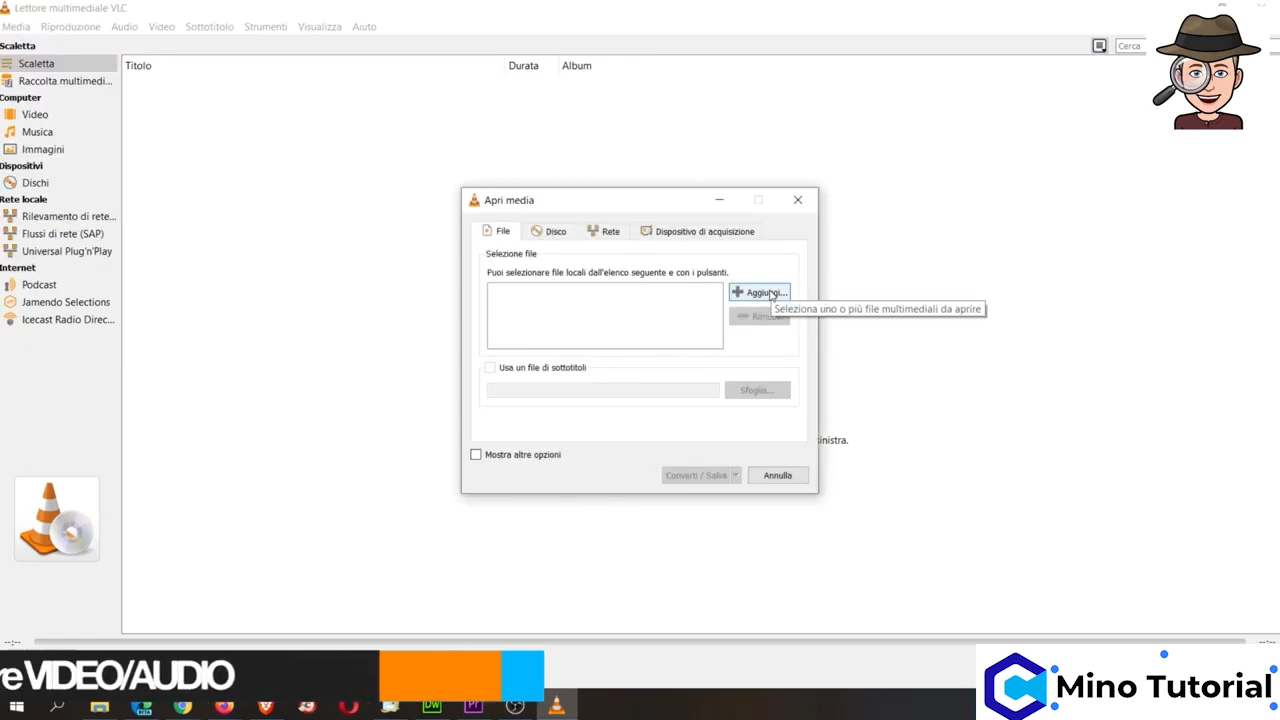 Lettore multimediale VLC
Media Riproduzione Audio Video Sottotitolo Strumenti Visualizza Aiuto
Scaletta
Cerca
Scaletta
Titolo Durata Album
Raccolta multimedi...
Computer
Video
Musica
Immagini
Dispositivi
Dischi
Rete locale
Rilevamento di rete...
Flussi di rete (SAP)
Universal Plug'n'Play
Internet
Podcast
Jamendo Selections
Icecast Radio Direc...
Apri media
File Disco Rete Dispositivo di acquisizione
Selezione file
Puoi selezionare file locali dall'elenco seguente e con i pulsanti.
Aggiungi...
Seleziona uno o più file multimediali da aprire
Usa un file di sottotitoli
Sfoglia...
Mostra altre opzioni
Converti / Salva Annulla
--:-- --:--
re VIDEO/AUDIO
Mino Tutorial
Dw Pr